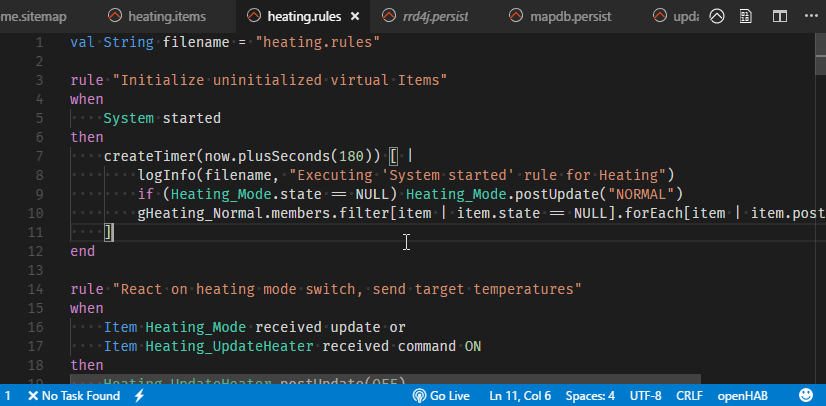 me.sitemap heating.items heating.rules × rrd4j.persist mapdb.persist upda ···
1 val String filename = "heating.rules"
2
3 rule "Initialize uninitialized virtual Items"
4 when
5 System started
6 then
7 createTimer(now.plusSeconds(180)) [ |
8 logInfo(filename, "Executing 'System started' rule for Heating")
9 if (Heating_Mode.state == NULL) Heating_Mode.postUpdate("NORMAL")
10 gHeating_Normal.members.filter[item | item.state == NULL].forEach[item | item.post
11 ]
12 end
13
14 rule "React on heating mode switch, send target temperatures"
15 when
16 Item Heating_Mode received update or
17 Item Heating_UpdateHeater received command ON
18 then
19 Heating_UpdateHeater.postUpdate(OFF)
1 No Task Found Go Live Ln 11, Col 6 Spaces: 4 UTF-8 CRLF openHAB